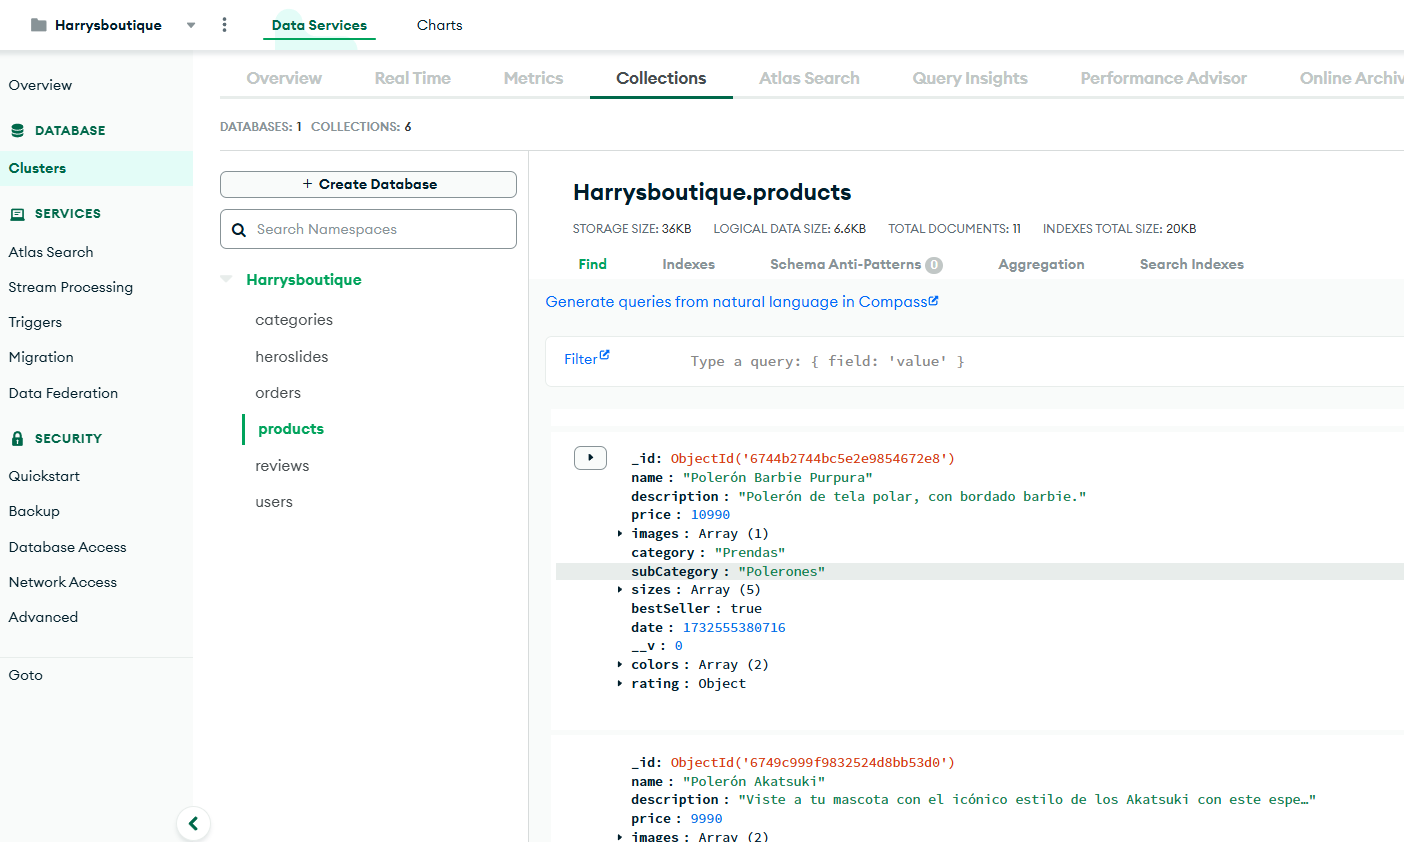 Harrysboutique
Data Services
Charts
Overview
DATABASE
Clusters
SERVICES
Atlas Search
Stream Processing
Triggers
Migration
Data Federation
SECURITY
Quickstart
Backup
Database Access
Network Access
Advanced
Goto
Overview
Real Time
Metrics
Collections
Atlas Search
Query Insights
Performance Advisor
Online Archiv
DATABASES: 1 COLLECTIONS: 6
+ Create Database
Search Namespaces
Harrysboutique
categories
heroslides
orders
products
reviews
users
Harrysboutique.products
STORAGE SIZE: 36KB LOGICAL DATA SIZE: 6.6KB TOTAL DOCUMENTS: 11 INDEXES TOTAL SIZE: 20KB
Find
Indexes
Schema Anti-Patterns 0
Aggregation
Search Indexes
Generate queries from natural language in Compass
Filter
Type a query: { field: 'value' }
_id: ObjectId('6744b2744bc5e2e9854672e8')
name : "Polerón Barbie Purpura"
description : "Polerón de tela polar, con bordado barbie."
price : 10990
images : Array (1)
category : "Prendas"
subCategory : "Polerones"
sizes : Array (5)
bestSeller : true
date : 1732555380716
__v : 0
colors : Array (2)
rating : Object
_id: ObjectId('6749c999f9832524d8bb53d0')
name : "Polerón Akatsuki"
description : "Viste a tu mascota con el icónico estilo de los Akatsuki con este espe…"
price : 9990
images : Array (2)